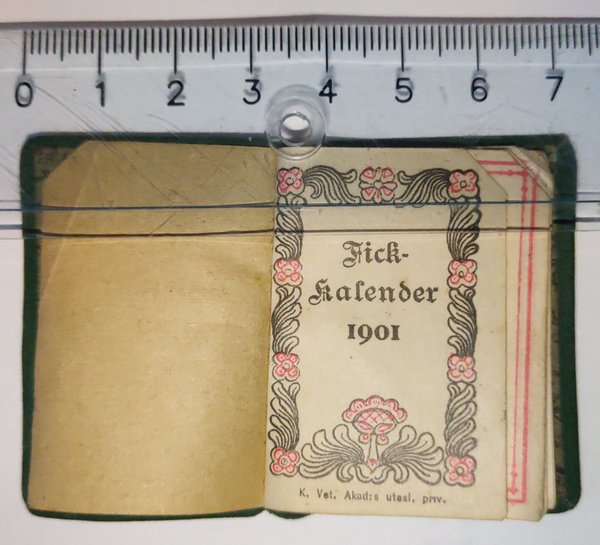 0 1 2 3 4 5 6 7
Fick-
Kalender
1901
K. Vet. Akad:s utesl. priv.